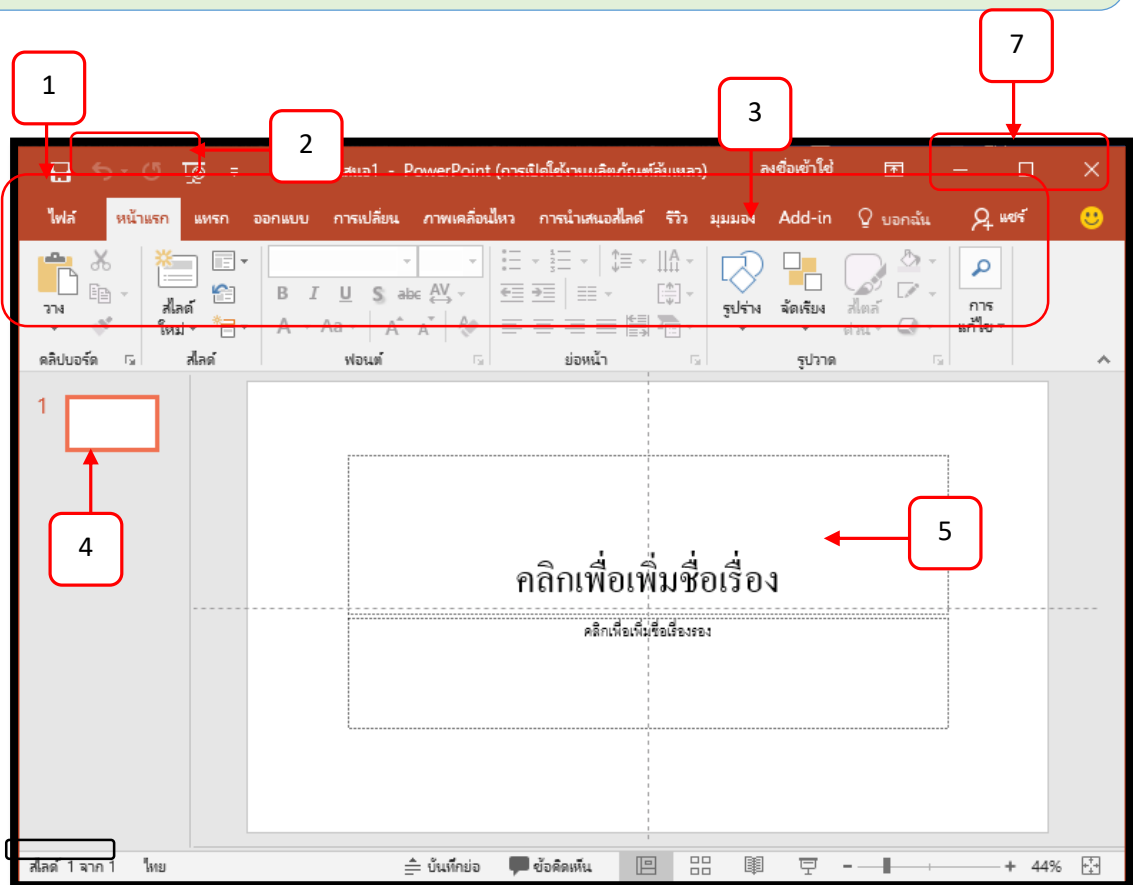 7
1
3
2
เสนอ1 - PowerPoint (การเปิดใช้งานผลิตภัณฑ์ล้มเหลว) ลงชื่อเข้าใช้
ไฟล์ หน้าแรก แทรก ออกแบบ การเปลี่ยน ภาพเคลื่อนไหว การนำเสนอสไลด์ รีวิว มุมมอง Add-in บอกฉัน แชร์
B I U S abc AV
วาง สไลด์ รูปร่าง จัดเรียง สไตล์ การ
ใหม่ A Aa A A ด่วน แก้ไข
คลิปบอร์ด สไลด์ ฟอนต์ ย่อหน้า รูปวาด
1
4
5
คลิกเพื่อเพิ่มชื่อเรื่อง
คลิกเพื่อเพิ่มชื่อเรื่องรอง
สไลด์ 1 จาก 1 ไทย บันทึกย่อ ข้อคิดเห็น - + 44%